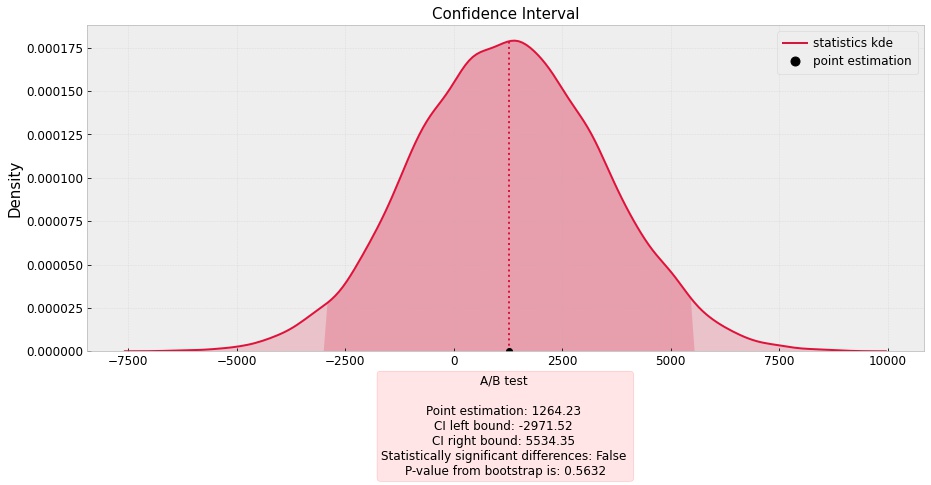 Confidence Interval
statistics kde
point estimation
Density
0.000175
0.000150
0.000125
0.000100
0.000075
0.000050
0.000025
0.000000
−7500 −5000 −2500 0 2500 5000 7500 10000
A/B test
Point estimation: 1264.23
CI left bound: -2971.52
CI right bound: 5534.35
Statistically significant differences: False
P-value from bootstrap is: 0.5632